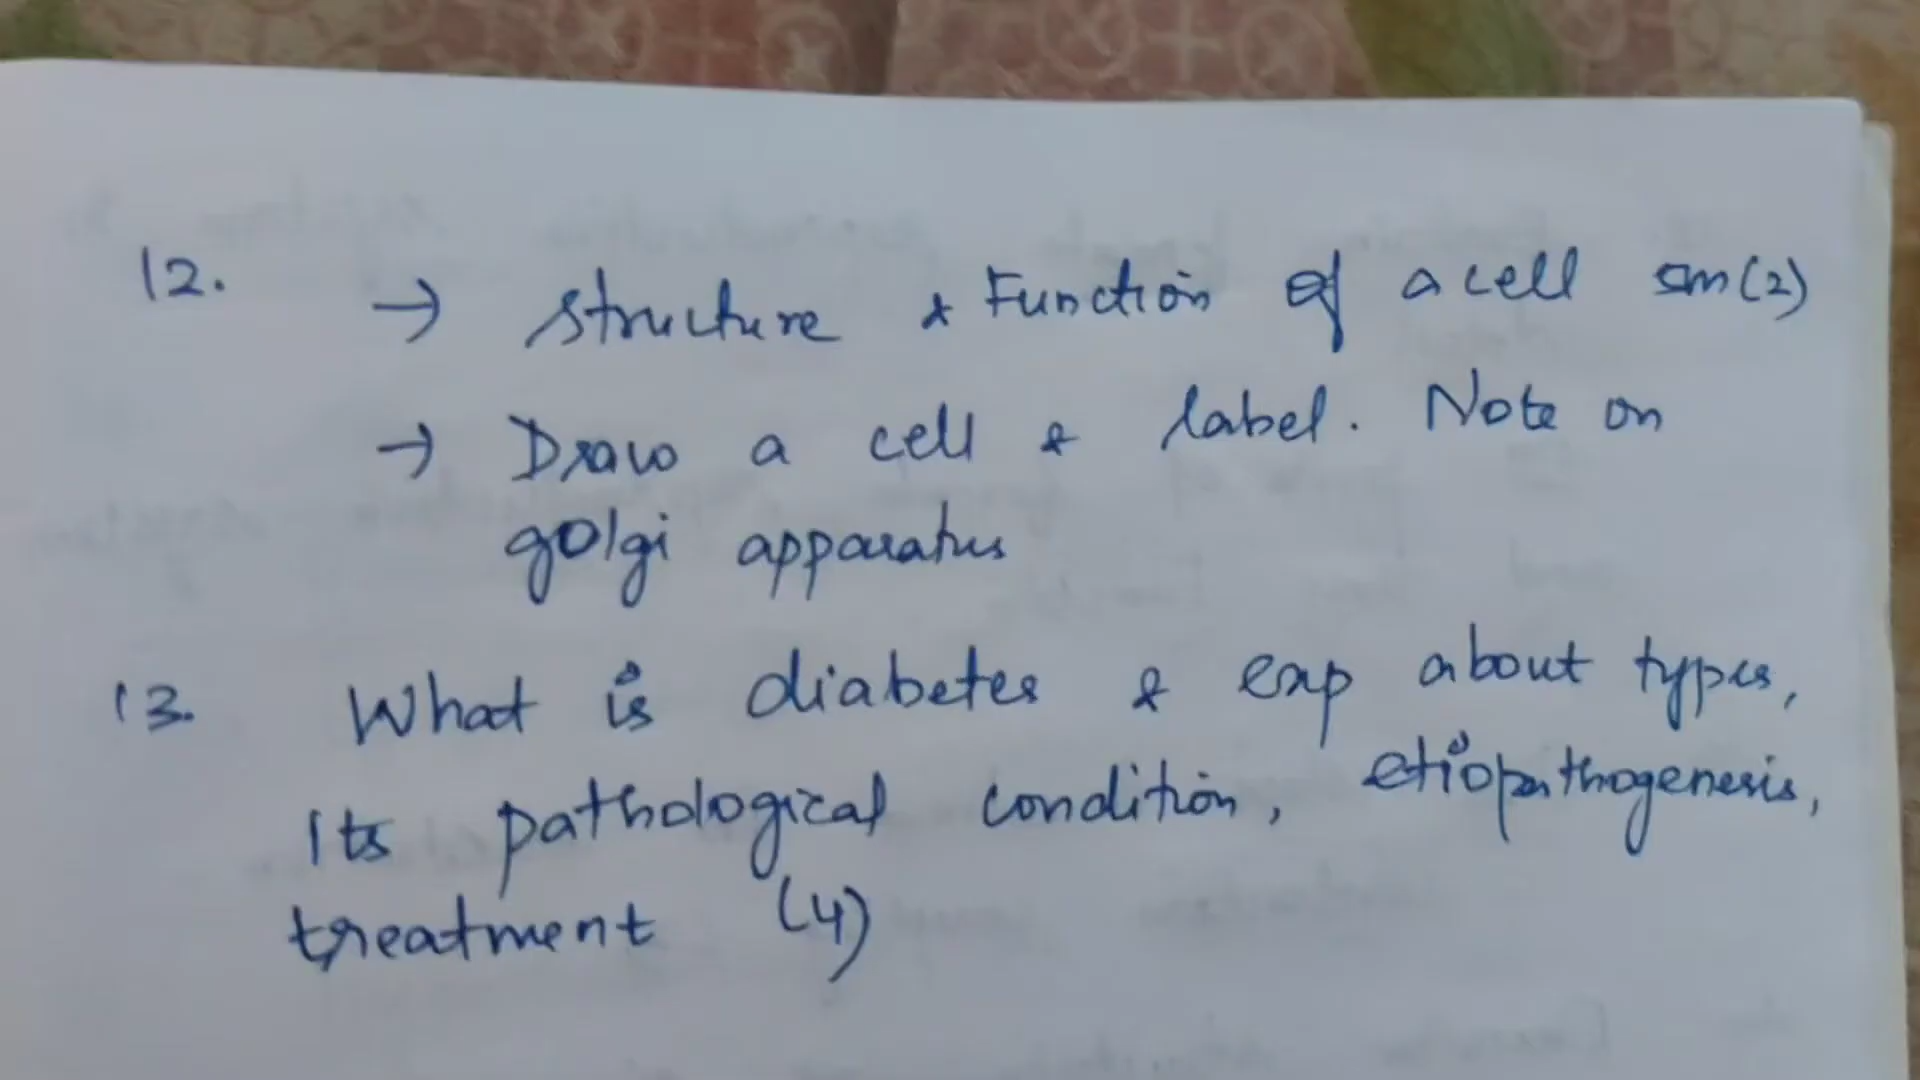 12. → Structure & Function of a cell 5m(2)
→ Draw a cell & label. Note on
golgi apparatus
13. What is diabetes & exp about types,
Its pathological condition, etiopathogenesis,
treatment (4)